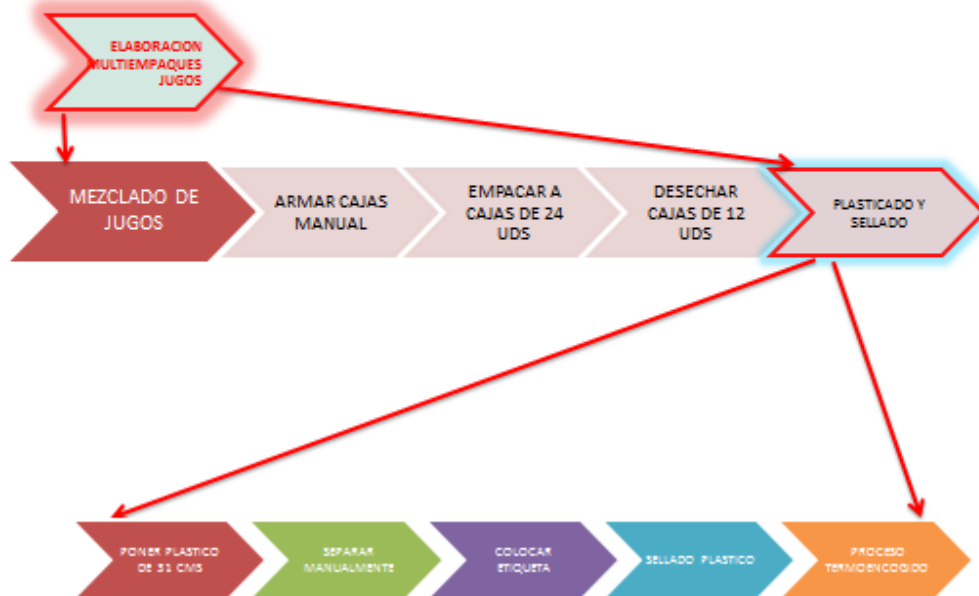 ELABORACION
MULTIEMPAQUES
JUGOS
MEZCLADO DE
JUGOS
ARMAR CAJAS
MANUAL
EMPACAR A
CAJAS DE 24
UDS
DESECHAR
CAJAS DE 12
UDS
PLASTICADO Y
SELLADO
PONER PLASTICO
DE 31 CMS
SEPARAR
MANUALMENTE
COLOCAR
ETIQUETA
SELLADO PLASTICO
PROCESO
TERMOENCOGIDO